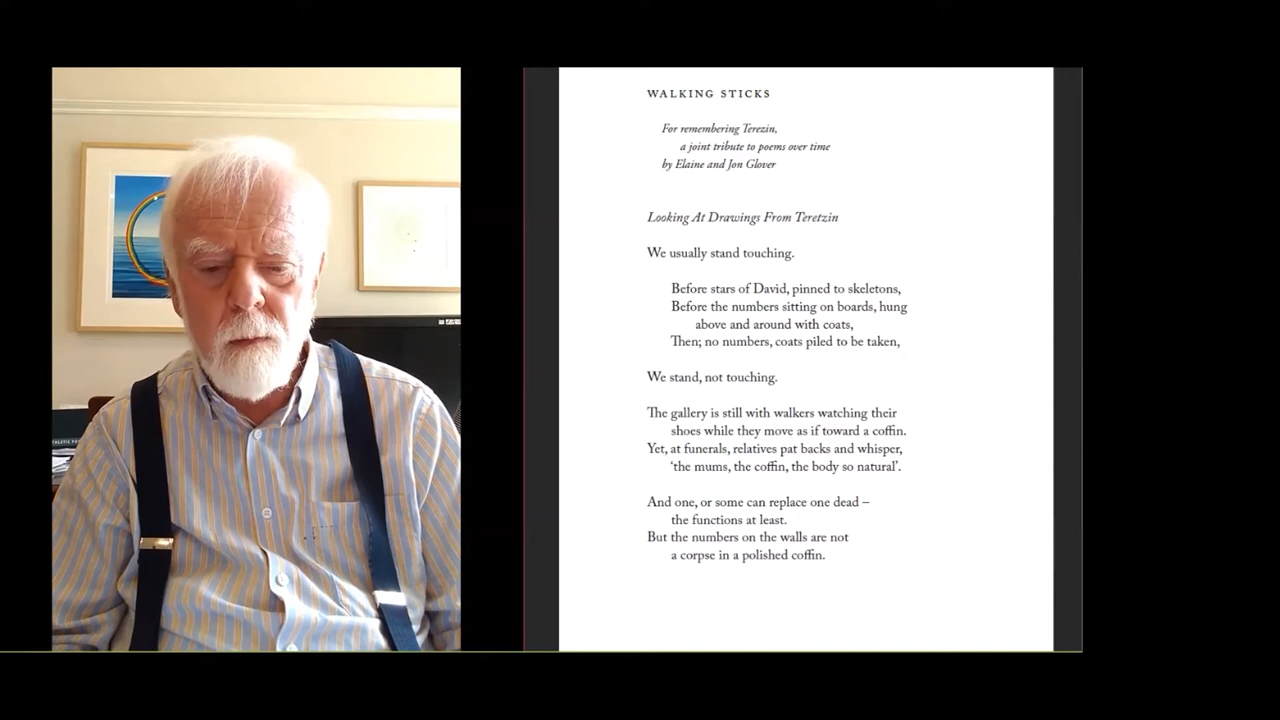 WALKING STICKS
For remembering Terezin,
a joint tribute to poems over time
by Elaine and Jon Glover
Looking At Drawings From Teretzin
We usually stand touching.
Before stars of David, pinned to skeletons,
Before the numbers sitting on boards, hung
above and around with coats,
Then; no numbers, coats piled to be taken,
We stand, not touching.
The gallery is still with walkers watching their
shoes while they move as if toward a coffin.
Yet, at funerals, relatives pat backs and whisper,
‘the mums, the coffin, the body so natural’.
And one, or some can replace one dead –
the functions at least.
But the numbers on the walls are not
a corpse in a polished coffin.